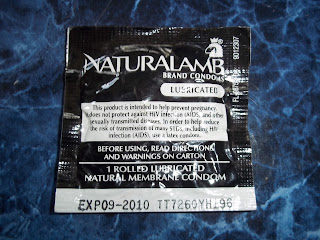 NATURALAMB
BRAND CONDOMS
LUBRICATED
This product is intended to help prevent pregnancy.
does not protect against HIV infection (AIDS), and other
sexually transmitted diseases. In order to help reduce
the risk of transmission of many STDs, including HIV
infection (AIDS), use a latex condom.
BEFORE USING, READ DIRECTIONS
AND WARNINGS ON CARTON
1 ROLLED LUBRICATED
NATURAL MEMBRANE CONDOM
EXP09-2010 TT7260YH196